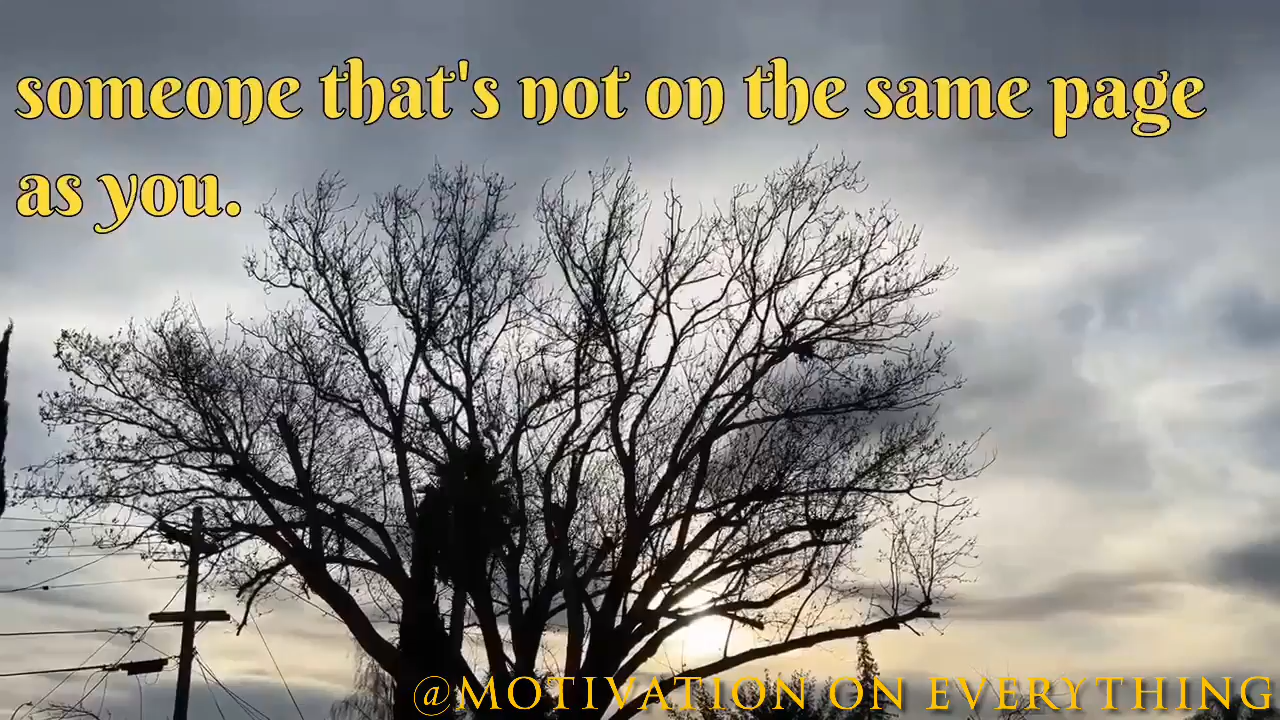 someone that's not on the same page
as you.
@MOTIVATION ON EVERYTHING